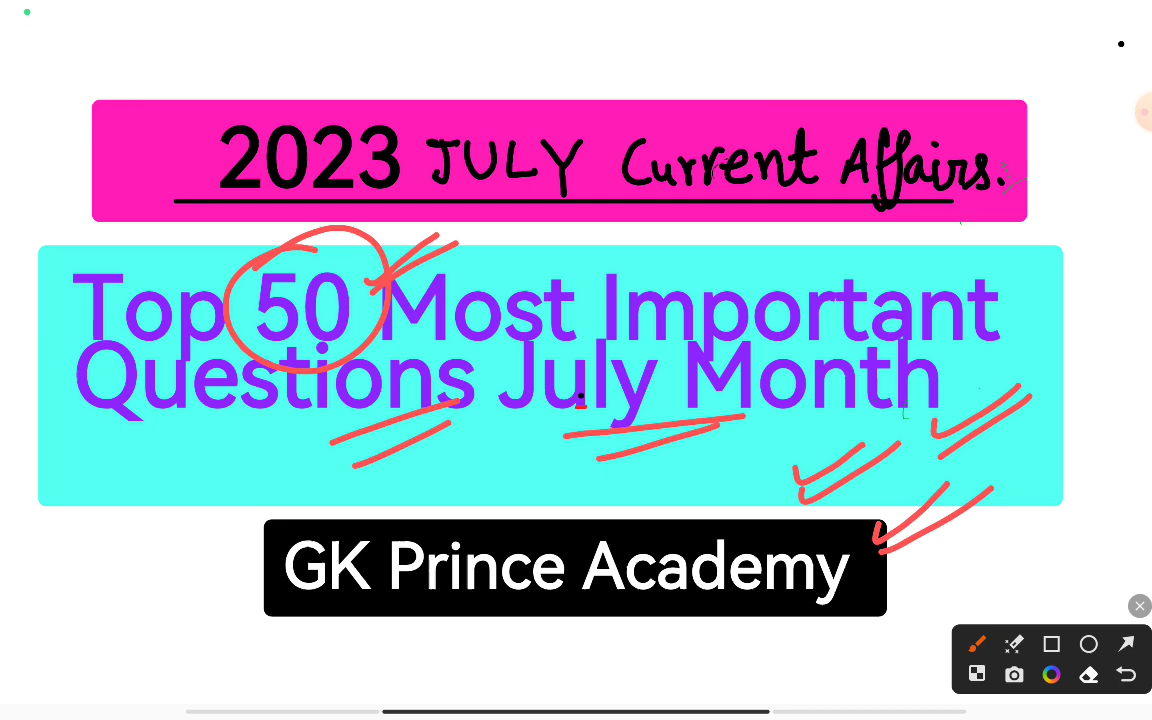 2023 JULY Current Affairs.
Top 50 Most Important
Questions July Month
GK Prince Academy